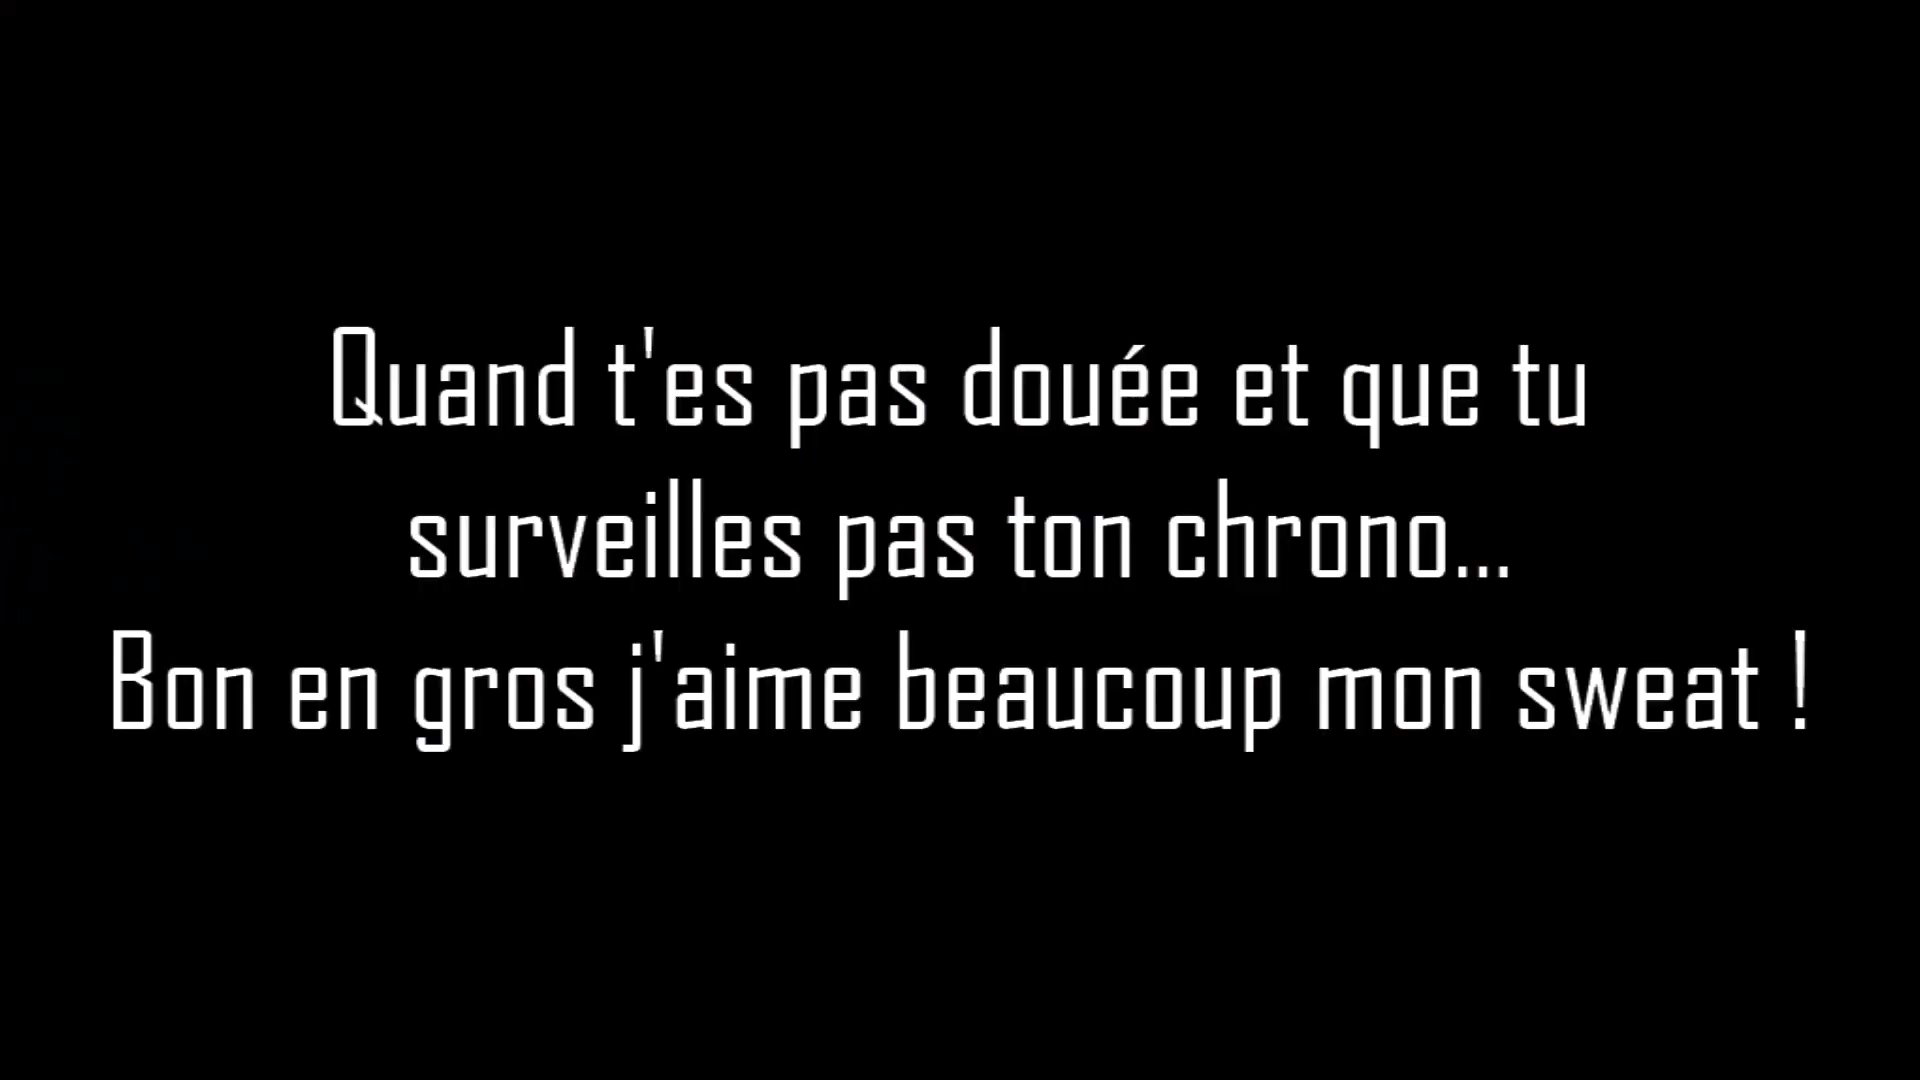 Quand t'es pas douée et que tu
surveilles pas ton chrono...
Bon en gros j'aime beaucoup mon sweat !